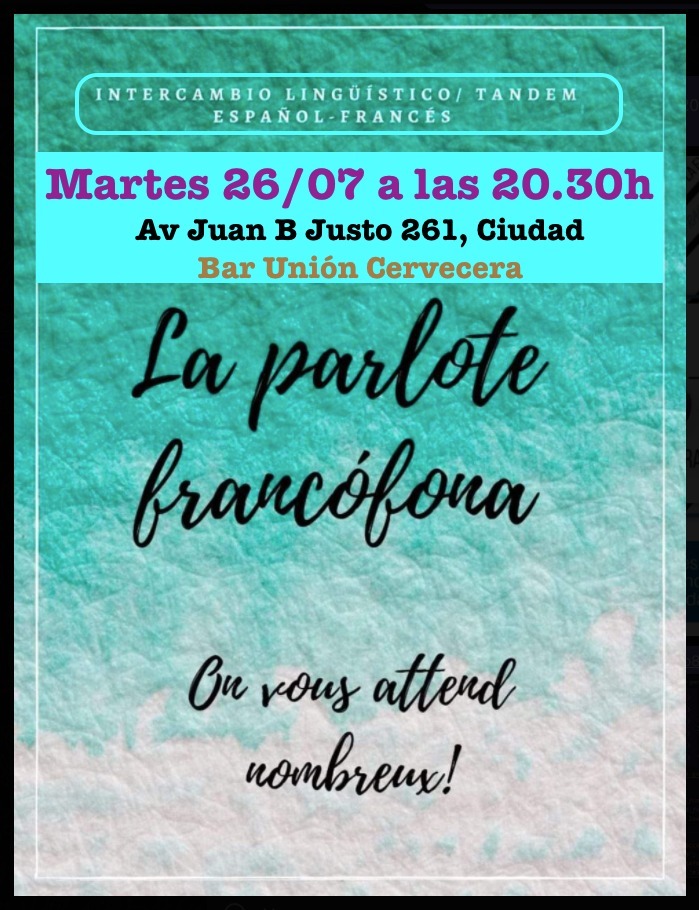 INTERCAMBIO LINGÜÍSTICO/ TANDEM
ESPAÑOL-FRANCÉS
Martes 26/07 a las 20.30h
Av Juan B Justo 261, Ciudad
Bar Unión Cervecera
La parlote
francófona
On vous attend
nombreux!